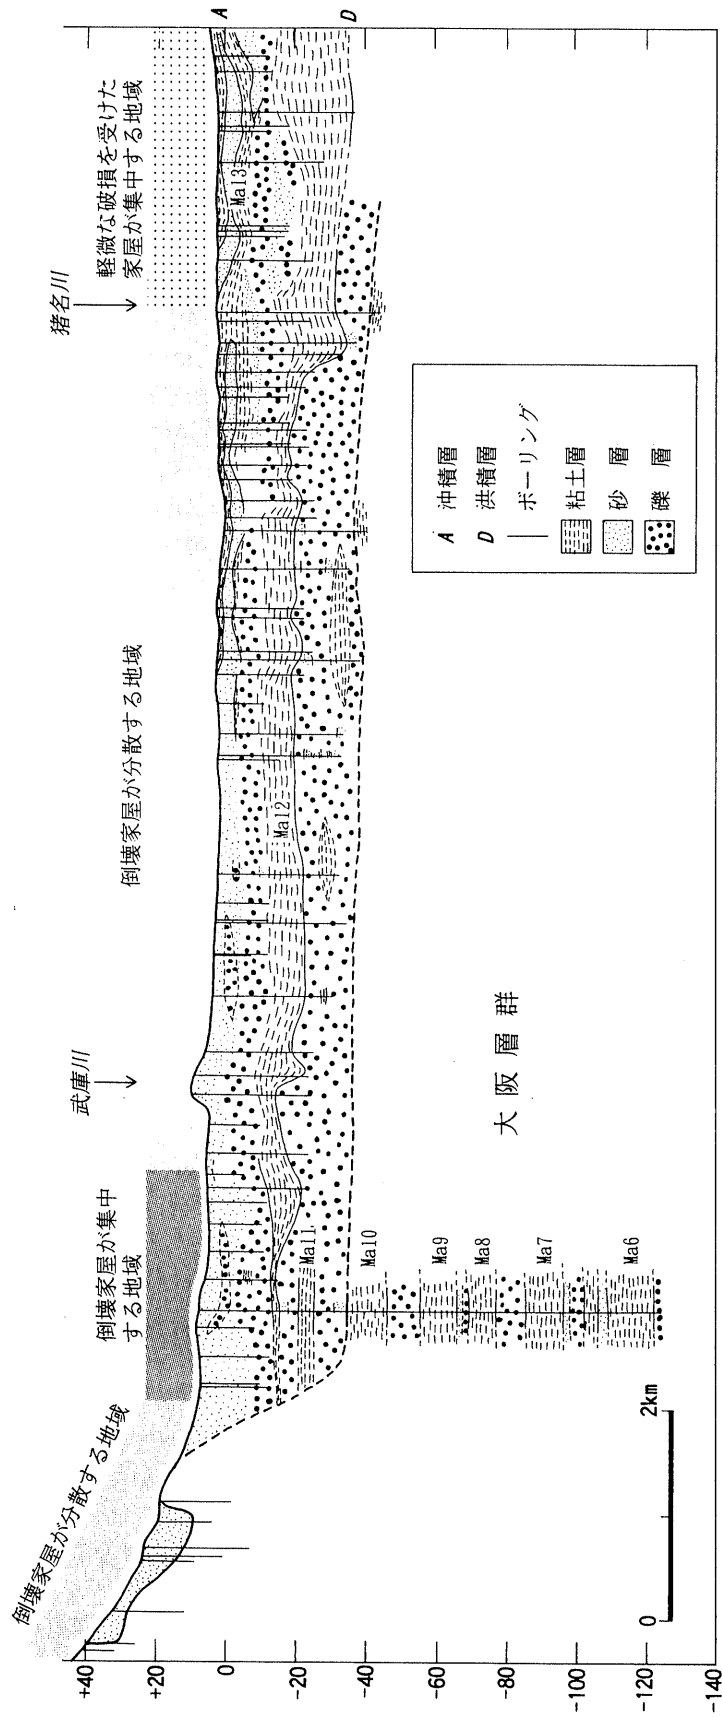 倒壊家屋が分散する地域
倒壊家屋が集中
する地域
武庫川
倒壊家屋が分散する地域
猪名川
軽微な破損を受けた
家屋が集中する地域
A
D
+40
+20
0
-20
-40
-60
-80
-100
-120
-140
Ma13
Ma12
Ma11
Ma10
Ma9
Ma8
Ma7
Ma6
大阪層群
A 沖積層
D 洪積層
ボーリング
粘土層
砂 層
礫 層
0
2km